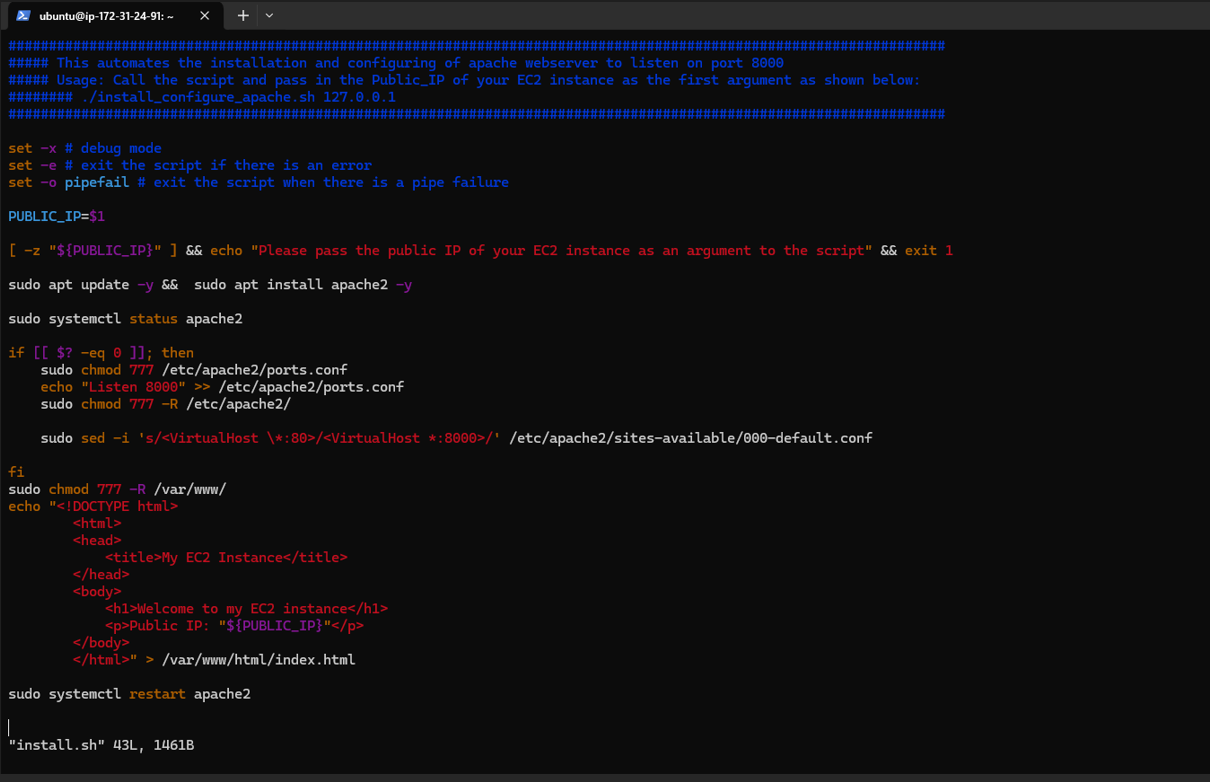 ubuntu@ip-172-31-24-91: ~
####################################################################################################################
##### This automates the installation and configuring of apache webserver to listen on port 8000
##### Usage: Call the script and pass in the Public_IP of your EC2 instance as the first argument as shown below:
######## ./install_configure_apache.sh 127.0.0.1
####################################################################################################################
set -x # debug mode
set -e # exit the script if there is an error
set -o pipefail # exit the script when there is a pipe failure
PUBLIC_IP=$1
[ -z "${PUBLIC_IP}" ] && echo "Please pass the public IP of your EC2 instance as an argument to the script" && exit 1
sudo apt update -y &&  sudo apt install apache2 -y
sudo systemctl status apache2
if [[ $? -eq 0 ]]; then
    sudo chmod 777 /etc/apache2/ports.conf
    echo "Listen 8000" >> /etc/apache2/ports.conf
    sudo chmod 777 -R /etc/apache2/
    sudo sed -i 's/<VirtualHost \*:80>/<VirtualHost *:8000>/' /etc/apache2/sites-available/000-default.conf
fi
sudo chmod 777 -R /var/www/
echo "<!DOCTYPE html>
        <html>
        <head>
            <title>My EC2 Instance</title>
        </head>
        <body>
            <h1>Welcome to my EC2 instance</h1>
            <p>Public IP: "${PUBLIC_IP}"</p>
        </body>
        </html>" > /var/www/html/index.html
sudo systemctl restart apache2
"install.sh" 43L, 1461B